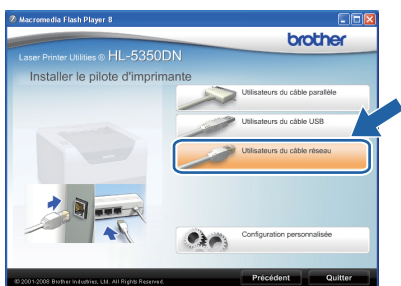 Macromedia Flash Player 8
brother
Laser Printer Utilities ® HL-5350DN
Installer le pilote d'imprimante
Utilisateurs du câble parallèle
Utilisateurs du câble USB
Utilisateurs du câble réseau
Configuration personnalisée
© 2001-2008 Brother Industries, Ltd. All Rights Reserved.
Précédent
Quitter